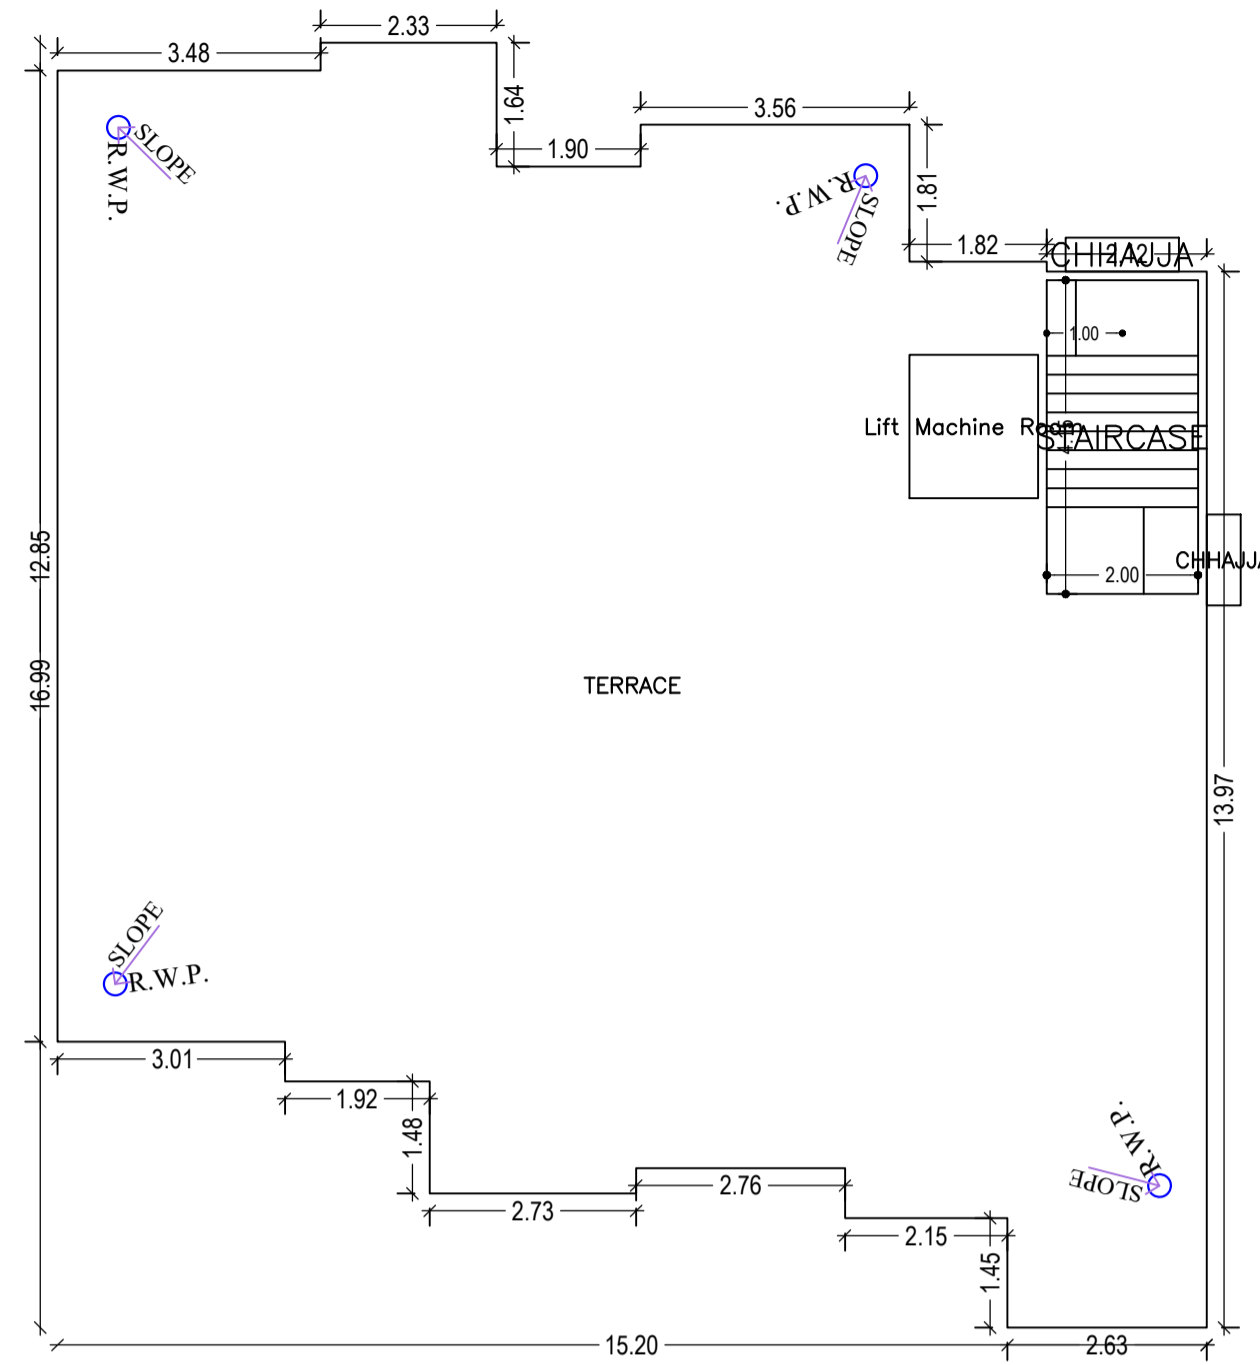 2.33
3.48
1.64
3.56
1.90
SLOPE
R.W.P.
R.W.P.
SLOPE
1.81
1.82
CHHAJJA
2.42
1.00
Lift Machine Room
STAIRCASE
12.85
CHHAJJA
2.00
16.99
TERRACE
13.97
SLOPE
R.W.P.
3.01
1.92
1.48
R.W.P.
SLOPE
2.76
2.73
2.15
1.45
15.20
2.63